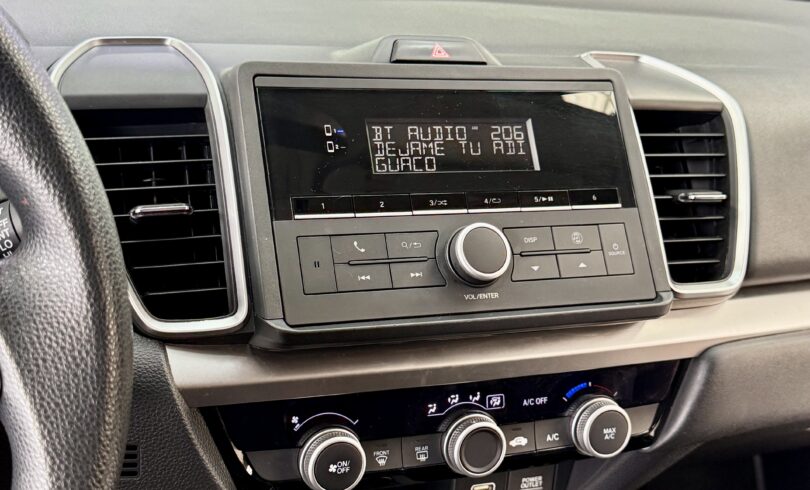 BT AUDIO 206
DEJAME TU ADI
GUACO
1 2 3/ 4/ 5/ 6
DISP
SOURCE
VOL/ENTER
OFF
A/C OFF
ON/OFF
FRONT
REAR
A/C
MAX A/C
POWER OUTLET